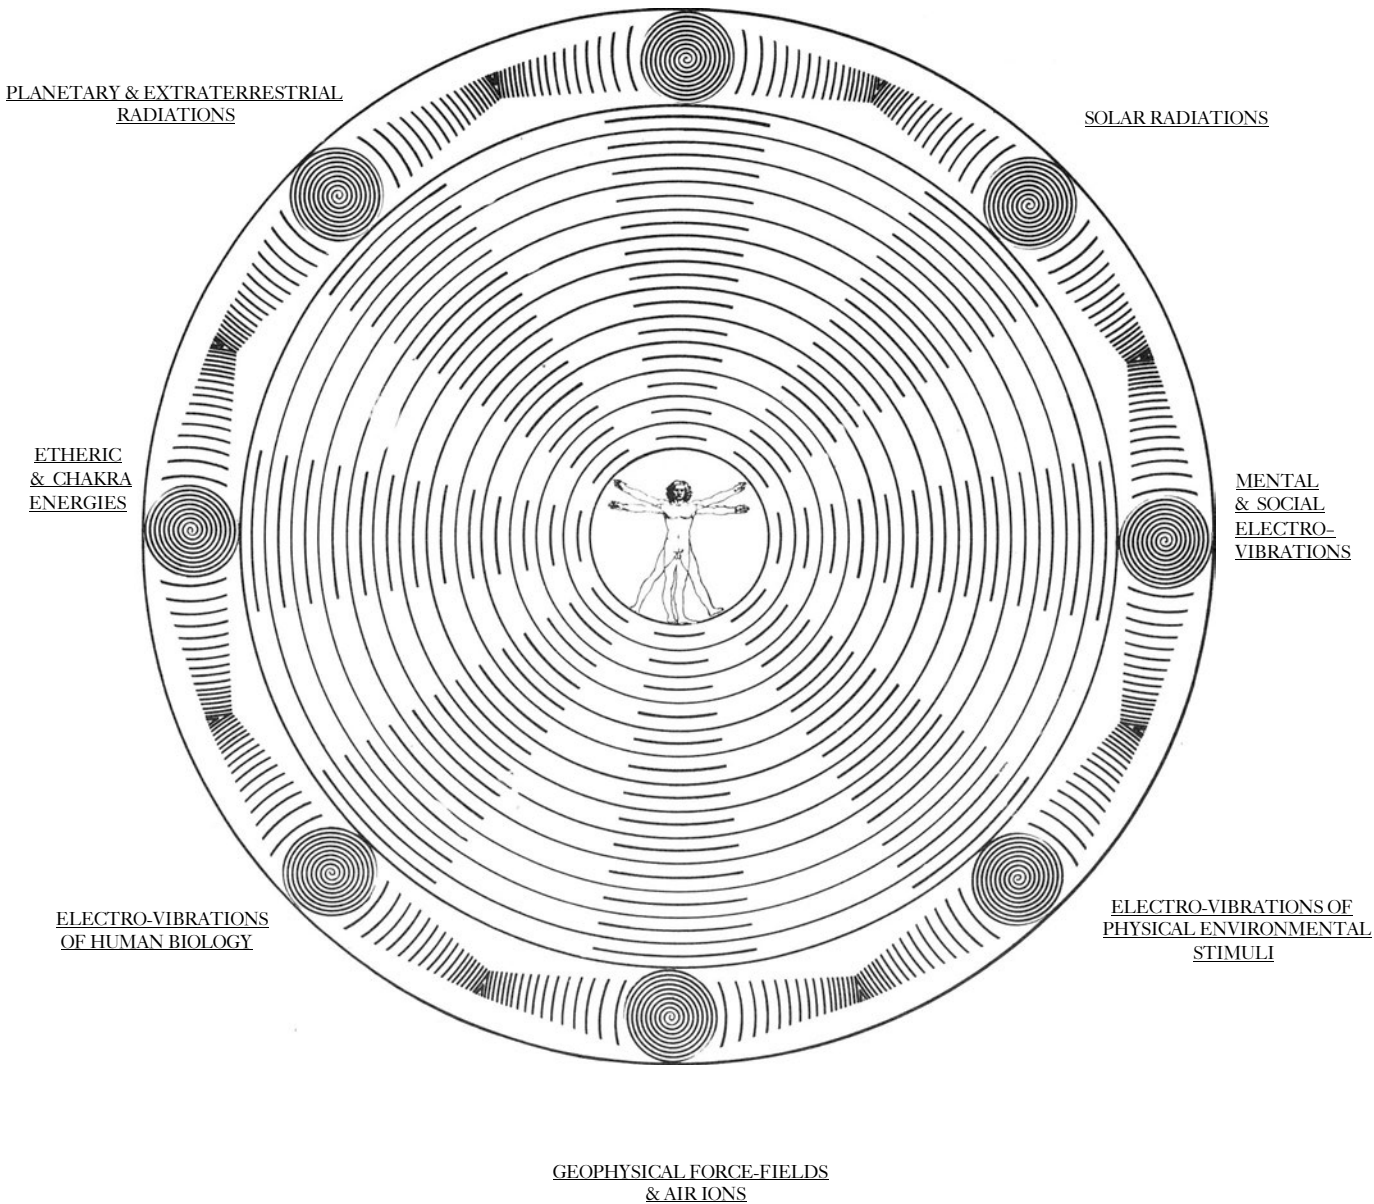 PLANETARY & EXTRATERRESTRIAL
RADIATIONS
SOLAR RADIATIONS
ETHERIC
& CHAKRA
ENERGIES
MENTAL
& SOCIAL
ELECTRO-
VIBRATIONS
ELECTRO-VIBRATIONS
OF HUMAN BIOLOGY
ELECTRO-VIBRATIONS OF
PHYSICAL ENVIRONMENTAL
STIMULI
GEOPHYSICAL FORCE-FIELDS
& AIR IONS